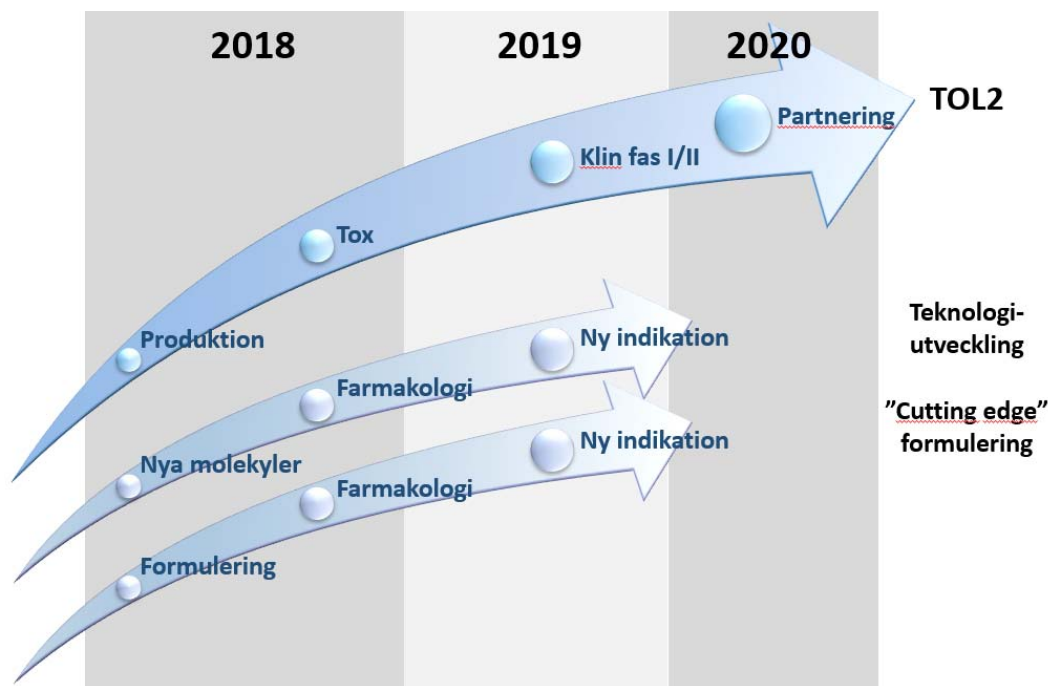 2018
2019
2020
TOL2
Partnering
Klin fas I/II
Tox
Produktion
Teknologi-
utveckling
Ny indikation
Farmakologi
Nya molekyler
”Cutting edge”
formulering
Ny indikation
Farmakologi
Formulering